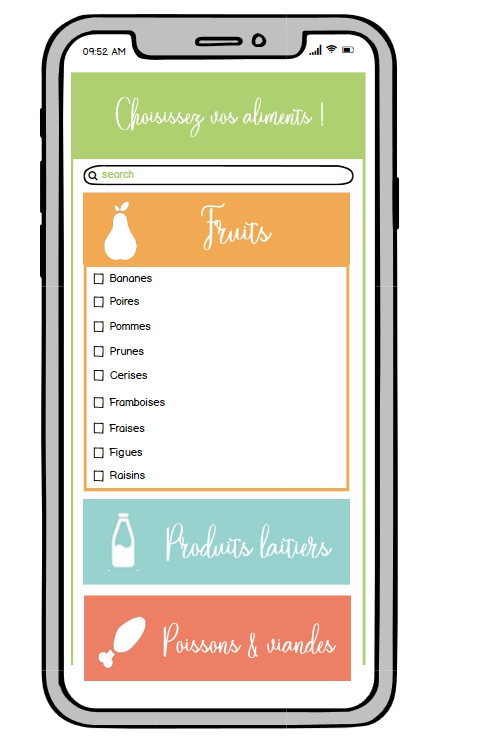 09:52 AM
Choisissez vos aliments !
search
Fruits
Bananes
Poires
Pommes
Prunes
Cerises
Framboises
Fraises
Figues
Raisins
Produits laitiers
Poissons & viandes